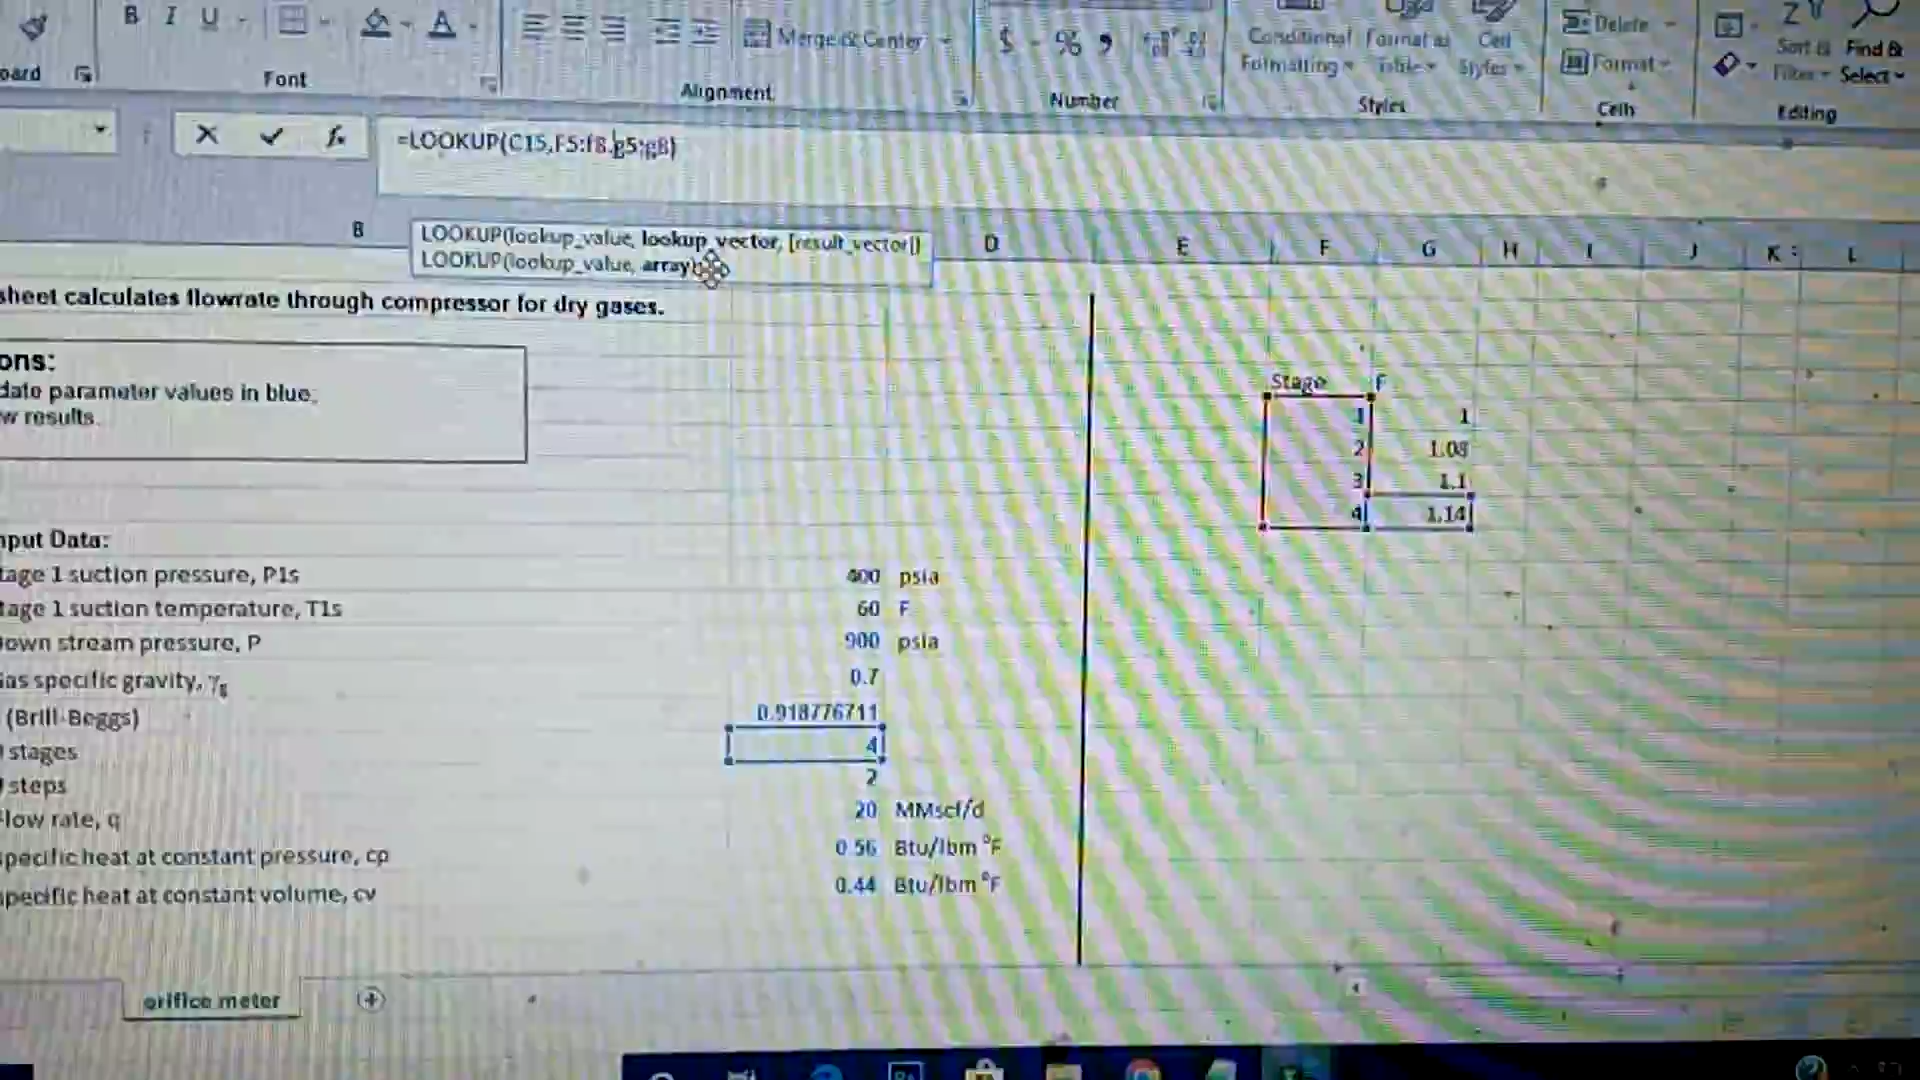 B I U
Merge & Center
$ % ,
Conditional Format as Cell
Formatting Table Styles
Delete
Format
Sort & Find &
Filter Select
oard
Font
Alignment
Number
Styles
Cells
Editing
=LOOKUP(C15,F5:f8,g5:g8)
LOOKUP(lookup_value, lookup_vector, [result_vector])
LOOKUP(lookup_value, array)
B D E F G H I J K L
sheet calculates flowrate through compressor for dry gases.
ons:
date parameter values in blue;
w results.
Stage F
1 1
2 1.08
3 1.1
4 1.14
nput Data:
tage 1 suction pressure, P1s 400 psia
tage 1 suction temperature, T1s 60 F
own stream pressure, P 900 psia
as specific gravity, γg 0.7
(Brill-Beggs) 0.918776711
stages 4
steps 2
low rate, q 20 MMscf/d
pecific heat at constant pressure, cp 0.56 Btu/lbm °F
pecific heat at constant volume, cv 0.44 Btu/lbm °F
orifice meter